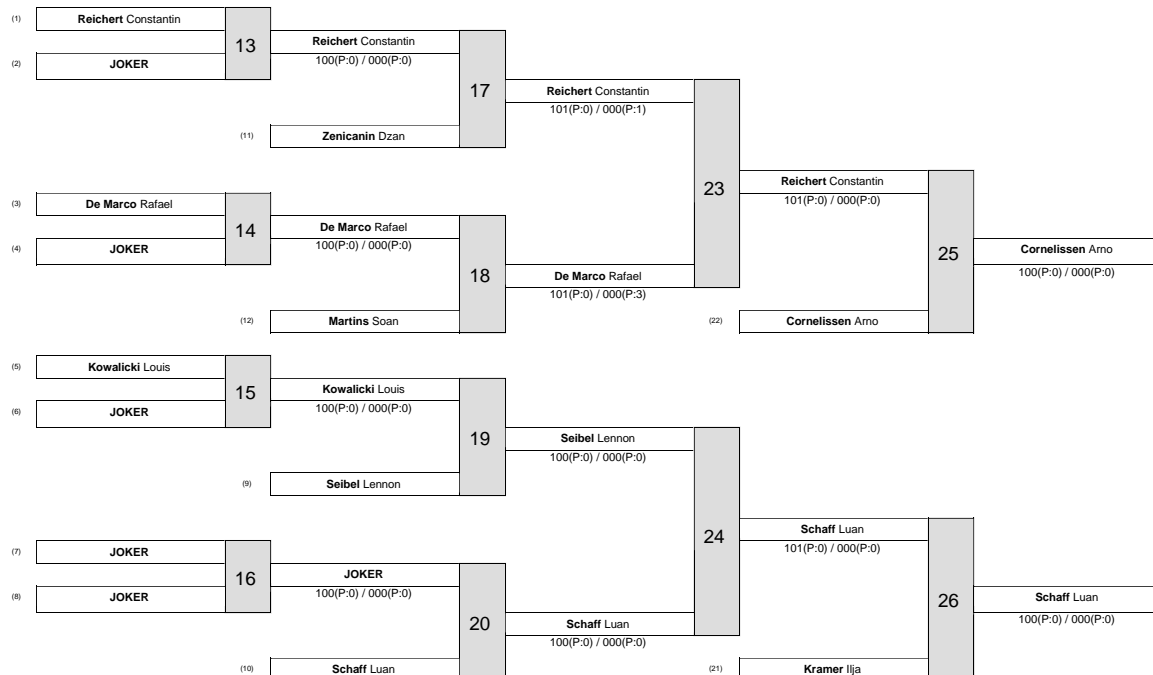 (1) Reichert Constantin
13
Reichert Constantin
100(P:0) / 000(P:0)
(2) JOKER
17
Reichert Constantin
101(P:0) / 000(P:1)
(11) Zenicanin Dzan
23
Reichert Constantin
101(P:0) / 000(P:0)
(3) De Marco Rafael
14
De Marco Rafael
100(P:0) / 000(P:0)
(4) JOKER
18
De Marco Rafael
101(P:0) / 000(P:3)
(12) Martins Soan
25
Cornelissen Arno
100(P:0) / 000(P:0)
(22) Cornelissen Arno
(5) Kowalicki Louis
15
Kowalicki Louis
100(P:0) / 000(P:0)
(6) JOKER
19
Seibel Lennon
100(P:0) / 000(P:0)
(9) Seibel Lennon
24
Schaff Luan
101(P:0) / 000(P:0)
(7) JOKER
16
JOKER
100(P:0) / 000(P:0)
(8) JOKER
20
Schaff Luan
100(P:0) / 000(P:0)
(10) Schaff Luan
26
Schaff Luan
100(P:0) / 000(P:0)
(21) Kramer Ilja